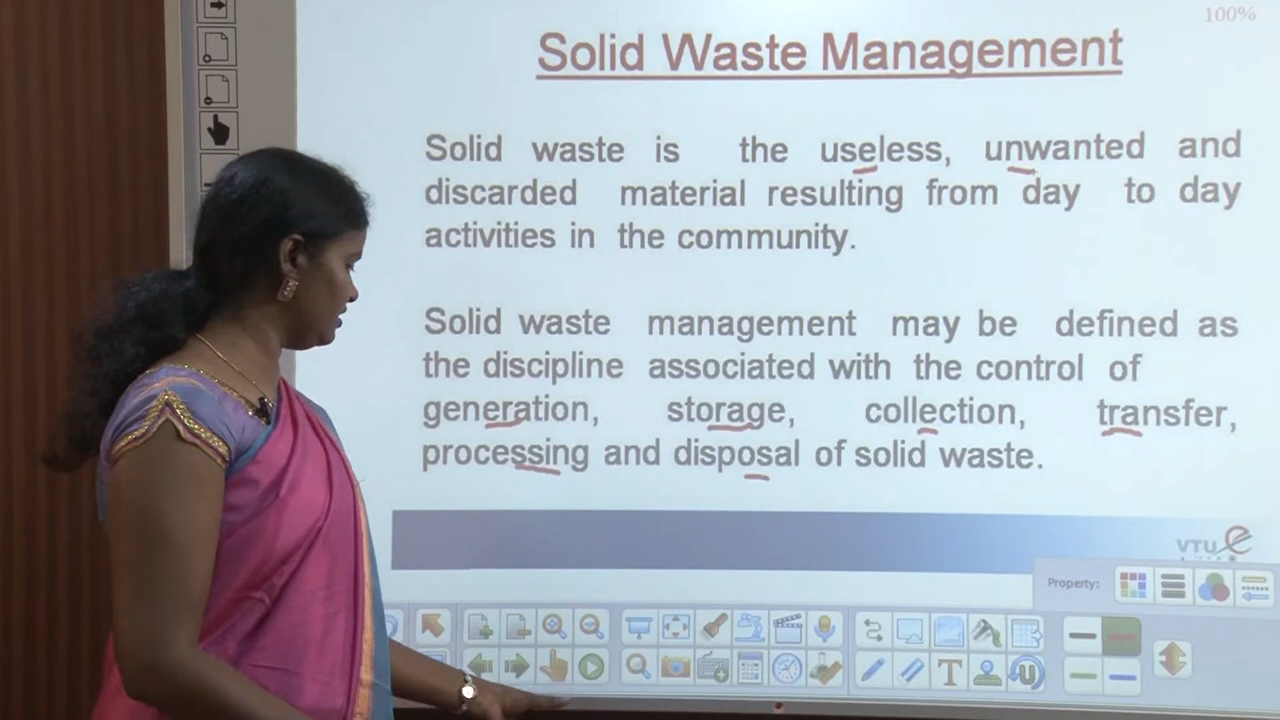 100%
Solid Waste Management
Solid waste is the useless, unwanted and
discarded material resulting from day to day
activities in the community.
Solid waste management may be defined as
the discipline associated with the control of
generation, storage, collection, transfer,
processing and disposal of solid waste.
VTU e
Property:
T